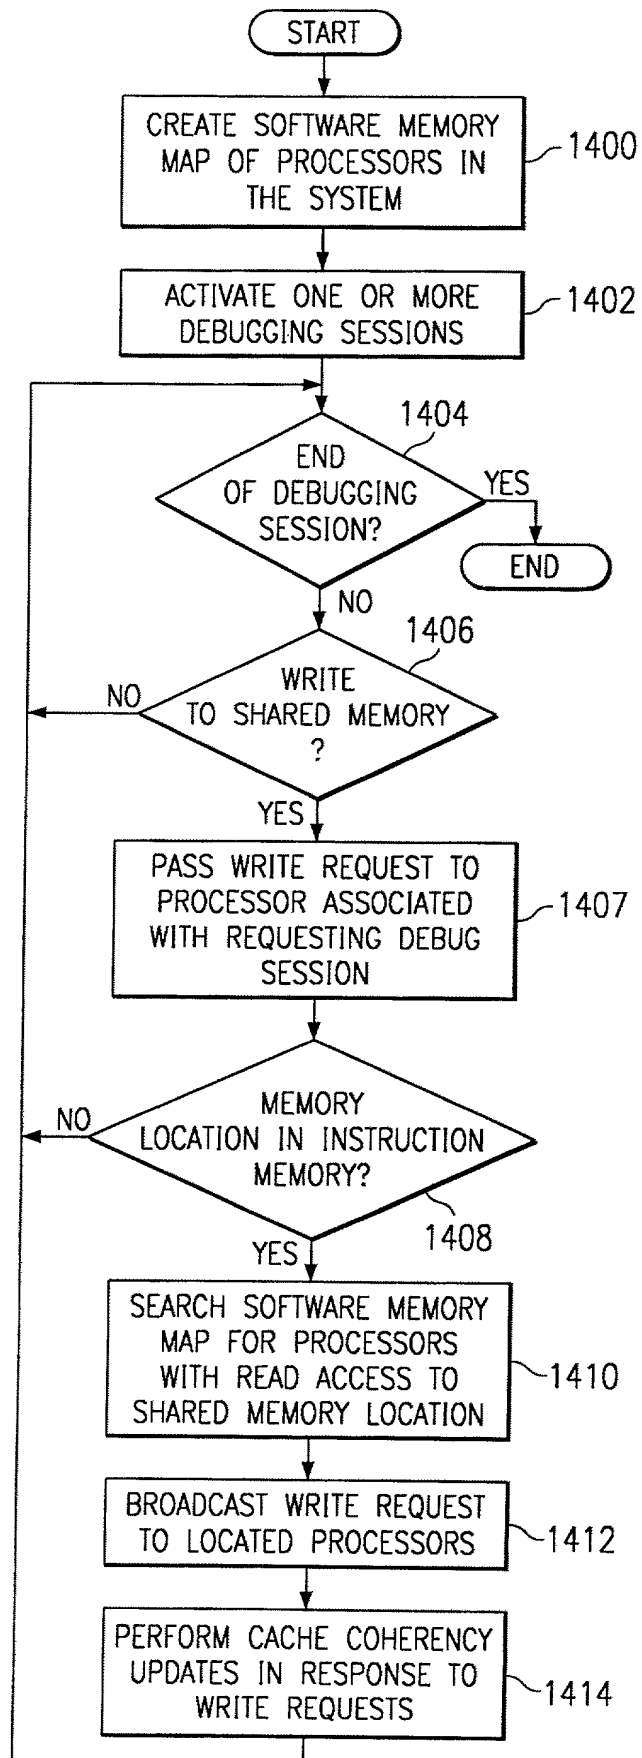 START
CREATE SOFTWARE MEMORY
MAP OF PROCESSORS IN
THE SYSTEM
1400
ACTIVATE ONE OR MORE
DEBUGGING SESSIONS
1402
1404
END
OF DEBUGGING
SESSION?
YES
END
NO
1406
WRITE
TO SHARED MEMORY
?
NO
YES
PASS WRITE REQUEST TO
PROCESSOR ASSOCIATED
WITH REQUESTING DEBUG
SESSION
1407
MEMORY
LOCATION IN INSTRUCTION
MEMORY?
NO
1408
YES
SEARCH SOFTWARE MEMORY
MAP FOR PROCESSORS
WITH READ ACCESS TO
SHARED MEMORY LOCATION
1410
BROADCAST WRITE REQUEST
TO LOCATED PROCESSORS
1412
PERFORM CACHE COHERENCY
UPDATES IN RESPONSE TO
WRITE REQUESTS
1414